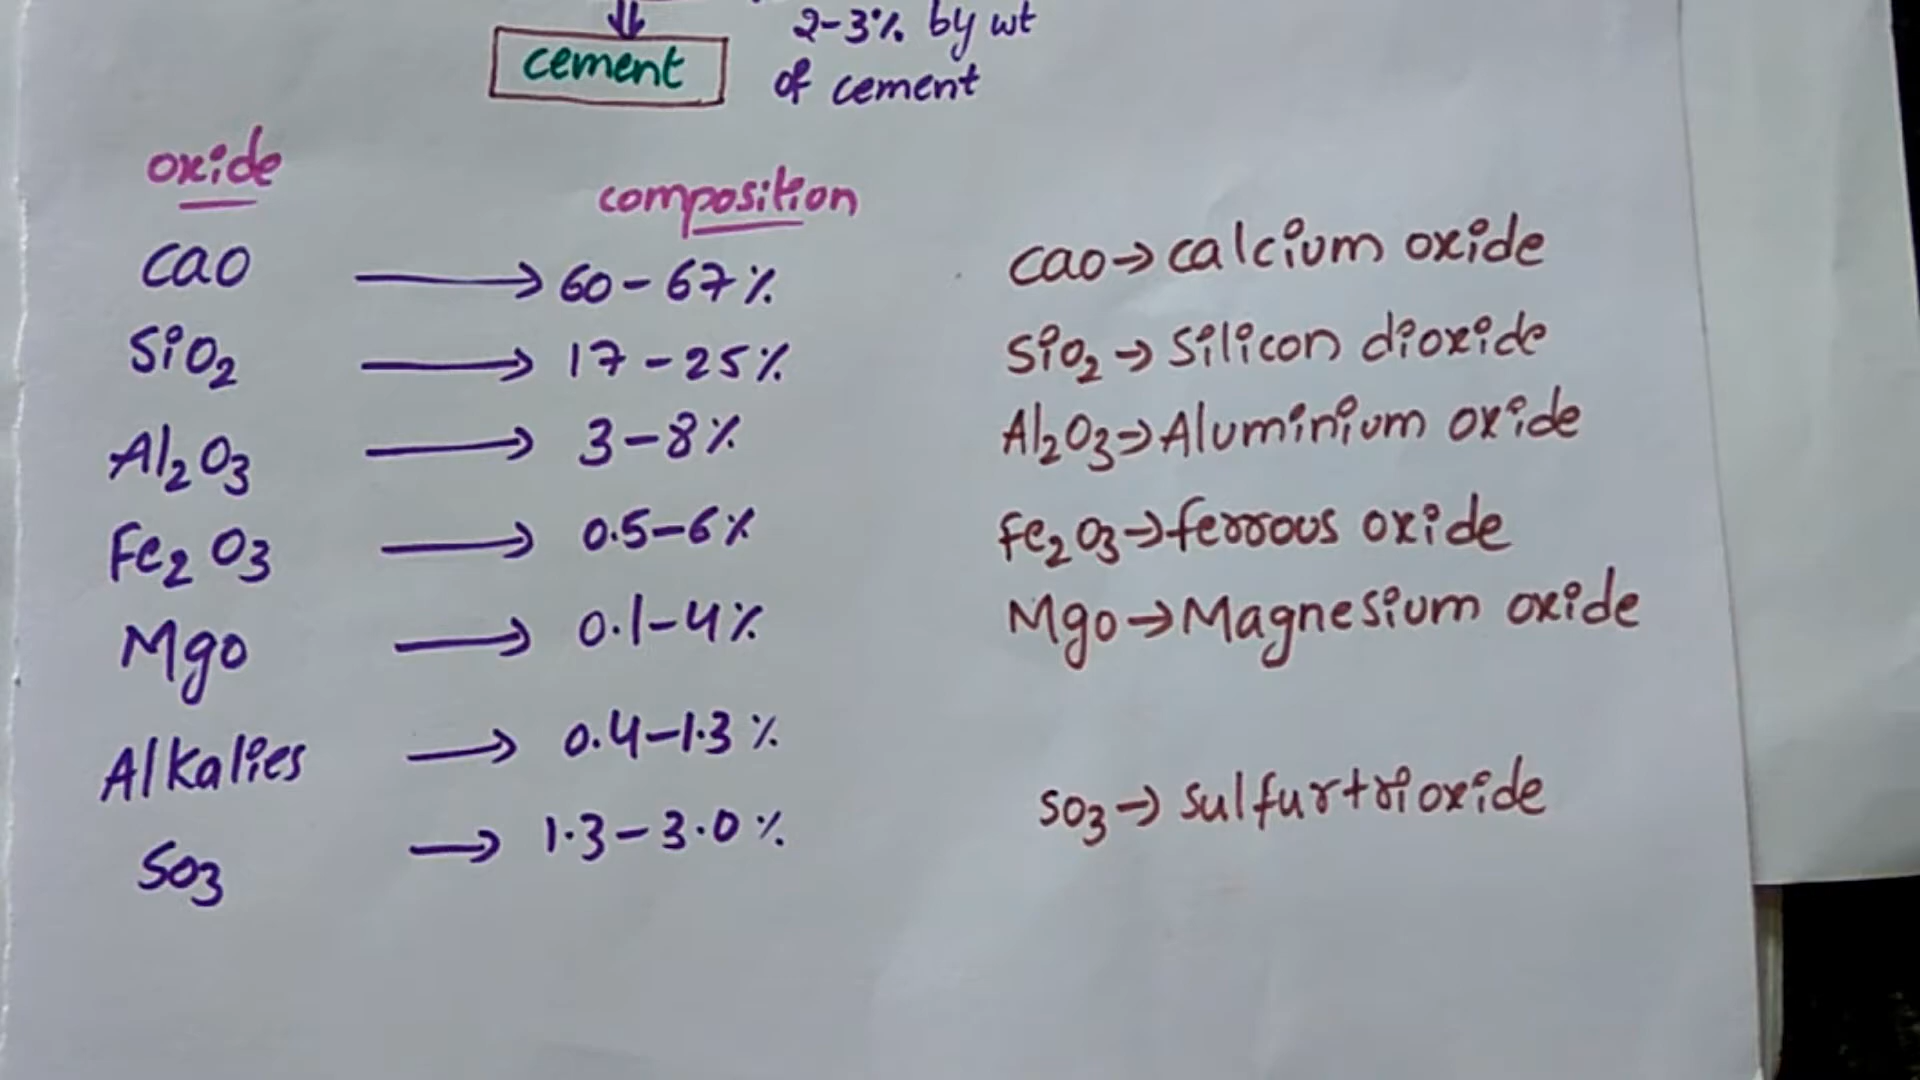 2-3% by wt
cement
of cement
oxide
composition
CaO → 60-67%
SiO₂ → 17-25%
Al₂O₃ → 3-8%
Fe₂O₃ → 0.5-6%
Mgo → 0.1-4%
Alkalies → 0.4-1.3%
SO₃ → 1.3-3.0%
CaO → calcium oxide
SiO₂ → Silicon dioxide
Al₂O₃ → Aluminium oxide
Fe₂O₃ → ferrous oxide
Mgo → Magnesium oxide
SO₃ → sulfurtrioxide